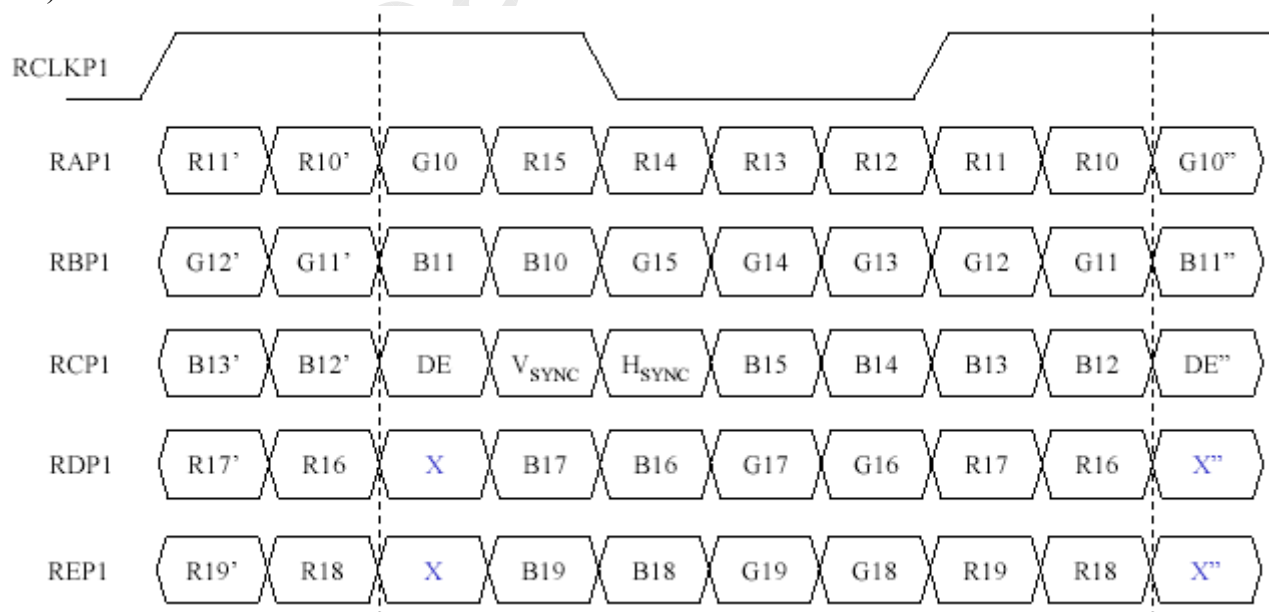 )
RCLKP1
RAP1 R11’ R10’ G10 R15 R14 R13 R12 R11 R10 G10”
RBP1 G12’ G11’ B11 B10 G15 G14 G13 G12 G11 B11”
RCP1 B13’ B12’ DE VSYNC HSYNC B15 B14 B13 B12 DE”
RDP1 R17’ R16 X B17 B16 G17 G16 R17 R16 X”
REP1 R19’ R18 X B19 B18 G19 G18 R19 R18 X”